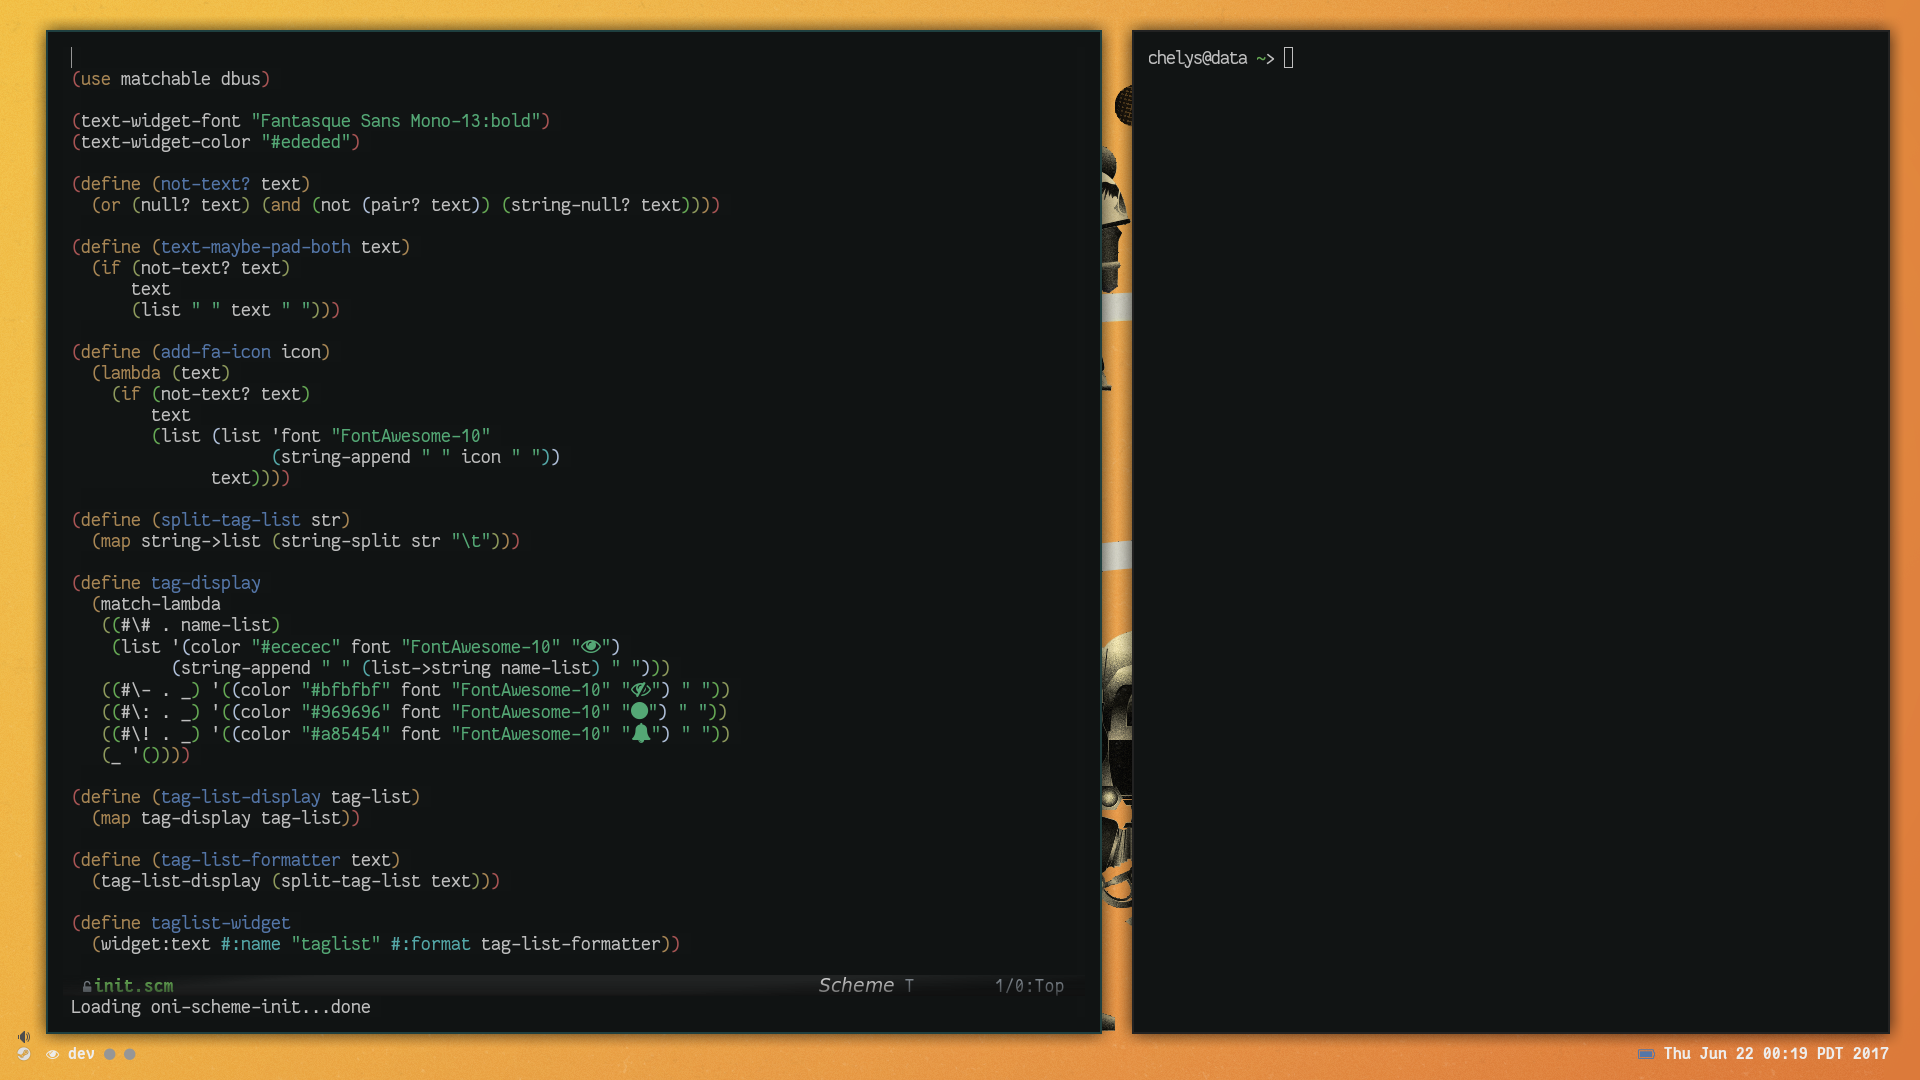 (use matchable dbus)
(text-widget-font "Fantasque Sans Mono-13:bold")
(text-widget-color "#ededed")
(define (not-text? text)
(or (null? text) (and (not (pair? text)) (string-null? text))))
(define (text-maybe-pad-both text)
(if (not-text? text)
text
(list " " text " ")))
(define (add-fa-icon icon)
(lambda (text)
(if (not-text? text)
text
(list (list 'font "FontAwesome-10"
(string-append " " icon " "))
text))))
(define (split-tag-list str)
(map string->list (string-split str "\t")))
(define tag-display
(match-lambda
((#\# . name-list)
(list '(color "#ececec" font "FontAwesome-10" "")
(string-append " " (list->string name-list) " ")))
((#\- . _) '((color "#bfbfbf" font "FontAwesome-10" "") " "))
((#\: . _) '((color "#969696" font "FontAwesome-10" "") " "))
((#\! . _) '((color "#a85454" font "FontAwesome-10" "") " "))
(_ '())))
(define (tag-list-display tag-list)
(map tag-display tag-list))
(define (tag-list-formatter text)
(tag-list-display (split-tag-list text)))
(define taglist-widget
(widget:text #:name "taglist" #:format tag-list-formatter))
init.scm Scheme T 1/0:Top
Loading oni-scheme-init...done
chelys@data ~>
dev
Thu Jun 22 00:19 PDT 2017